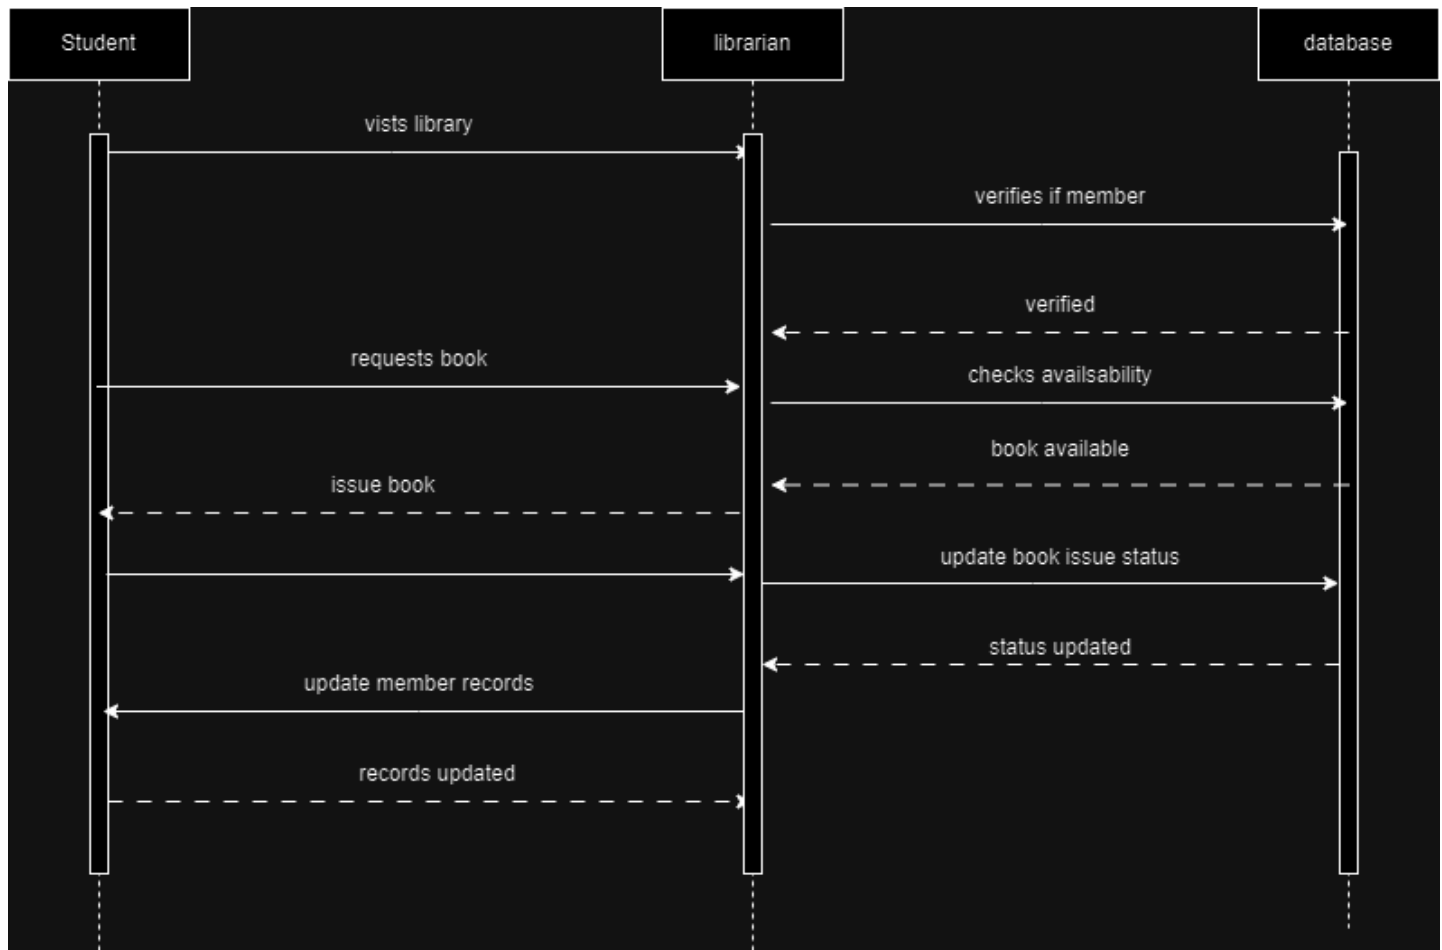 Student
librarian
database
vists library
verifies if member
verified
requests book
checks availsability
book available
issue book
update book issue status
status updated
update member records
records updated